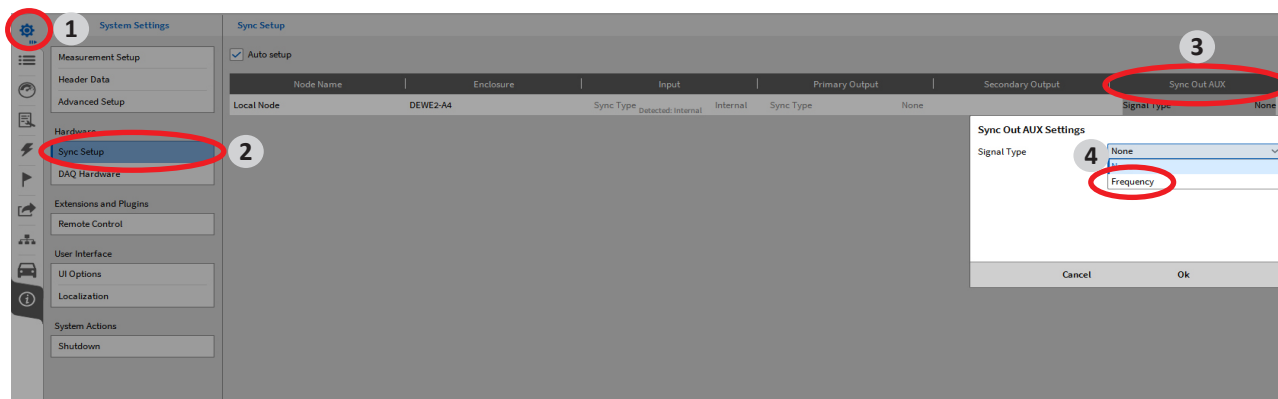 1
System Settings
Sync Setup
3
Measurement Setup
Header Data
Advanced Setup
Hardware
Sync Setup
2
DAQ Hardware
Extensions and Plugins
Remote Control
User Interface
UI Options
Localization
System Actions
Shutdown
Auto setup
Node Name Enclosure Input Primary Output Secondary Output Sync Out AUX
Local Node DEWE2-A4 Sync Type Detected: Internal Internal Sync Type None Signal Type None
Sync Out AUX Settings
Signal Type 4 None
Frequency
Cancel Ok